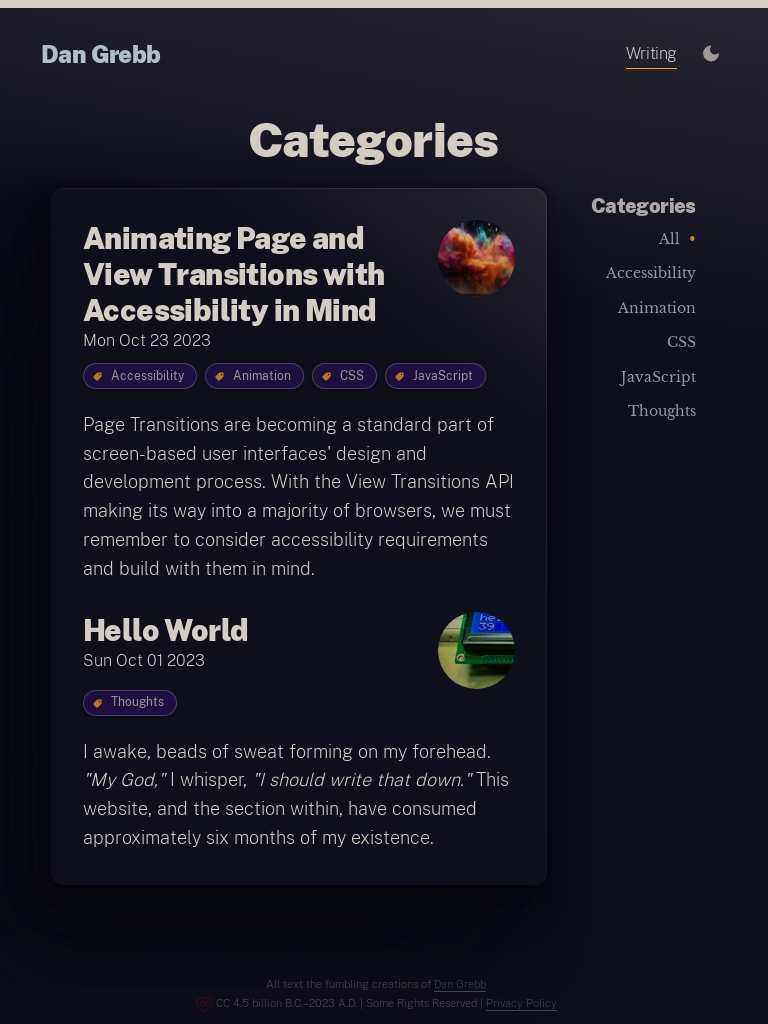 Dan Grebb
Writing
Categories
Animating Page and
View Transitions with
Accessibility in Mind
Mon Oct 23 2023
Accessibility Animation CSS JavaScript
Page Transitions are becoming a standard part of
screen-based user interfaces' design and
development process. With the View Transitions API
making its way into a majority of browsers, we must
remember to consider accessibility requirements
and build with them in mind.
Hello World
Sun Oct 01 2023
Thoughts
I awake, beads of sweat forming on my forehead.
"My God," I whisper, "I should write that down." This
website, and the section within, have consumed
approximately six months of my existence.
Categories
All •
Accessibility
Animation
CSS
JavaScript
Thoughts
All text the fumbling creations of Dan Grebb
CC 4.5 billion B.C.–2023 A.D. | Some Rights Reserved | Privacy Policy